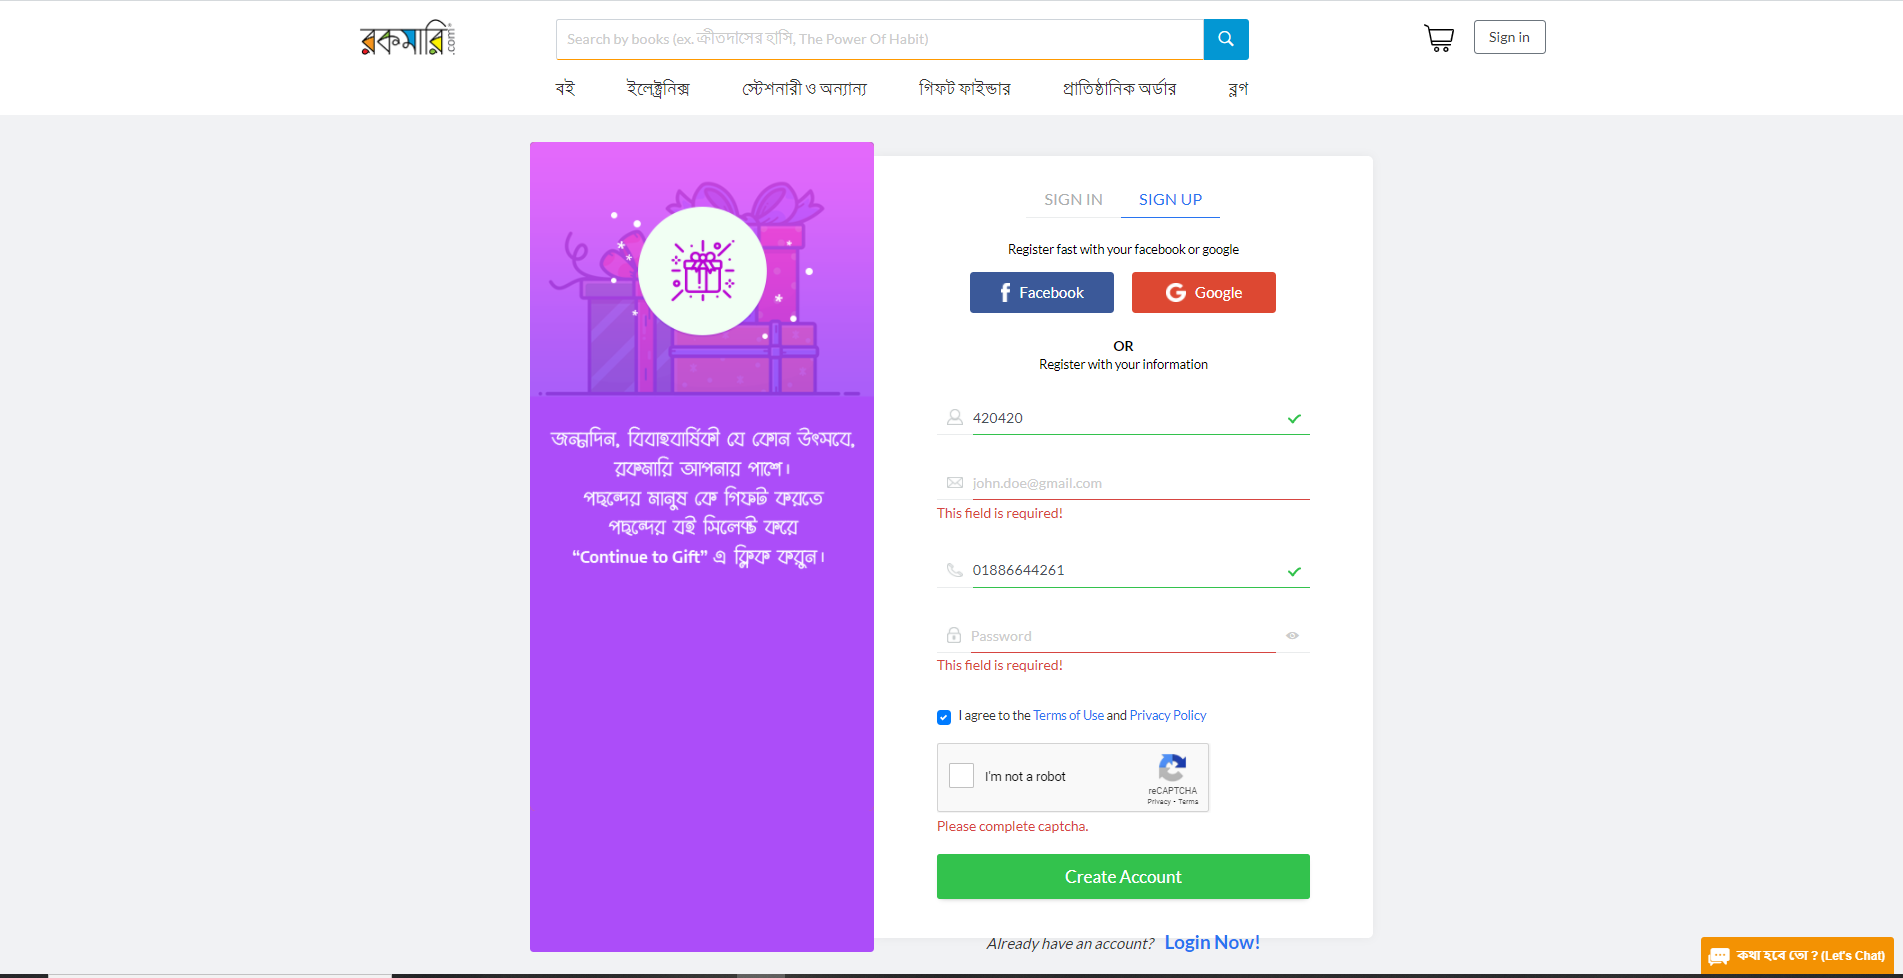 রকমারি.com
Search by books (ex. ক্রীতদাসের হাসি, The Power Of Habit)
Sign in
বই ইলেক্ট্রনিক্স স্টেশনারী ও অন্যান্য গিফট ফাইন্ডার প্রাতিষ্ঠানিক অর্ডার ব্লগ
জন্মদিন, বিবাহবার্ষিকী যে কোন উৎসবে,
রকমারি আপনার পাশে।
পছন্দের মানুষ কে গিফট করতে
পছন্দের বই সিলেক্ট করে
“Continue to Gift” এ ক্লিক করুন।
SIGN IN SIGN UP
Register fast with your facebook or google
Facebook Google
OR
Register with your information
420420
john.doe@gmail.com
This field is required!
01886644261
Password
This field is required!
I agree to the Terms of Use and Privacy Policy
I'm not a robot
reCAPTCHA
Privacy - Terms
Please complete captcha.
Create Account
Already have an account? Login Now!
কথা হবে তো ? (Let's Chat)